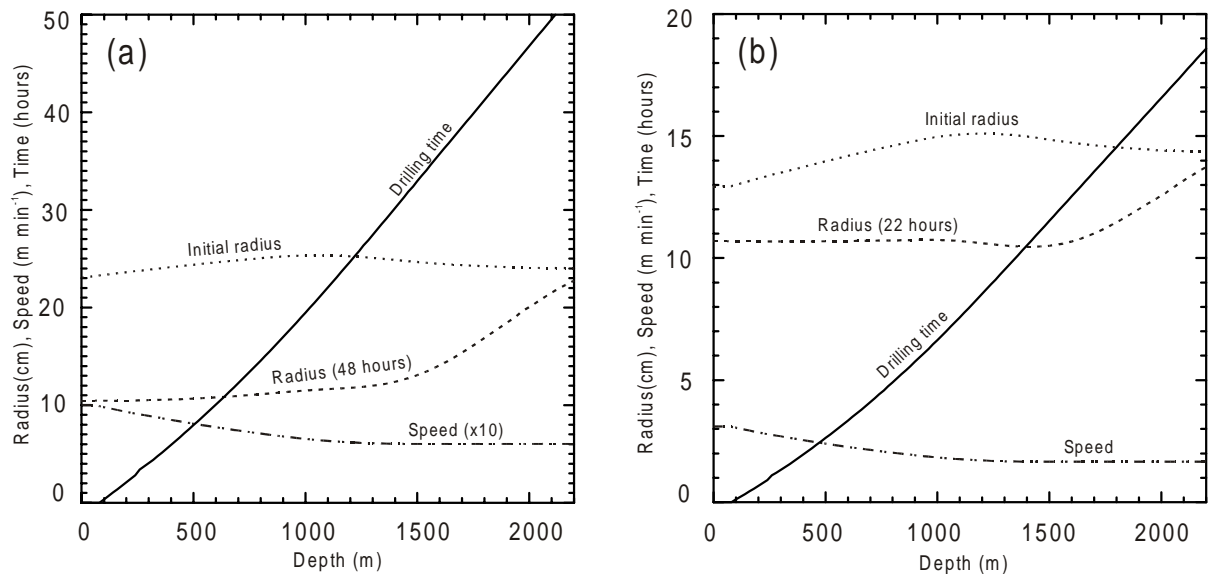 (a)
Radius(cm), Speed (m min⁻¹), Time (hours)
50
40
30
20
10
0
Drilling time
Initial radius
Radius (48 hours)
Speed (x10)
0 500 1000 1500 2000
Depth (m)
(b)
Radius(cm), Speed (m min⁻¹), Time (hours)
20
15
10
5
0
Initial radius
Radius (22 hours)
Drilling time
Speed
0 500 1000 1500 2000
Depth (m)